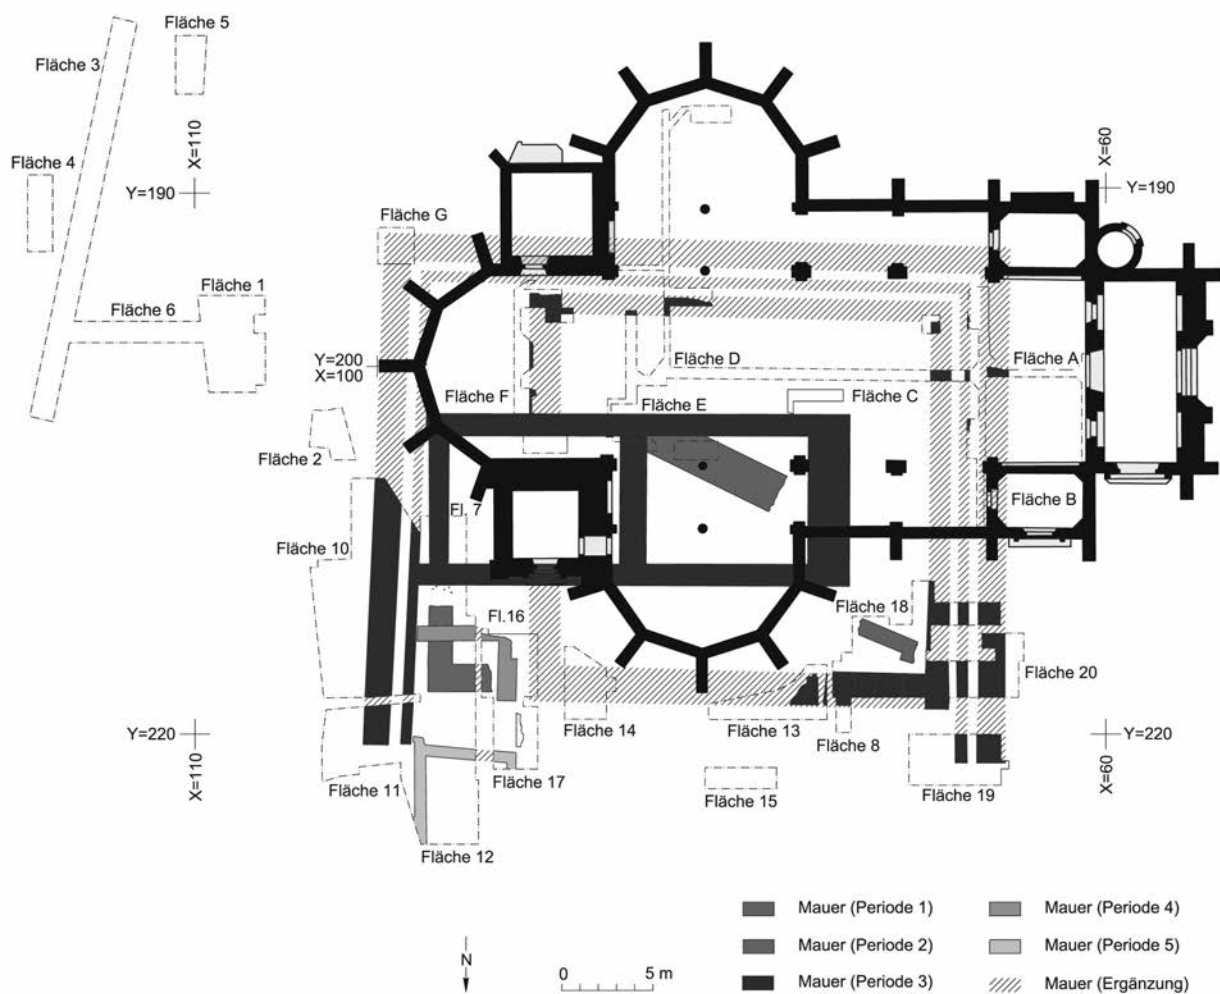 Fläche 5
Fläche 3
X=110
X=60
Fläche 4
Y=190
Y=190
Fläche G
Fläche 1
Fläche 6
Y=200
X=100
Fläche D
Fläche A
Fläche F
Fläche E
Fläche C
Fläche 2
Fl. 7
Fläche B
Fläche 10
Fl.16
Fläche 18
Fläche 20
Y=220
Fläche 14
Fläche 13
Fläche 8
Y=220
X=110
Fläche 11
Fläche 17
Fläche 15
Fläche 19
X=60
Fläche 12
Mauer (Periode 1)
Mauer (Periode 4)
Mauer (Periode 2)
Mauer (Periode 5)
N
0
5 m
Mauer (Periode 3)
Mauer (Ergänzung)